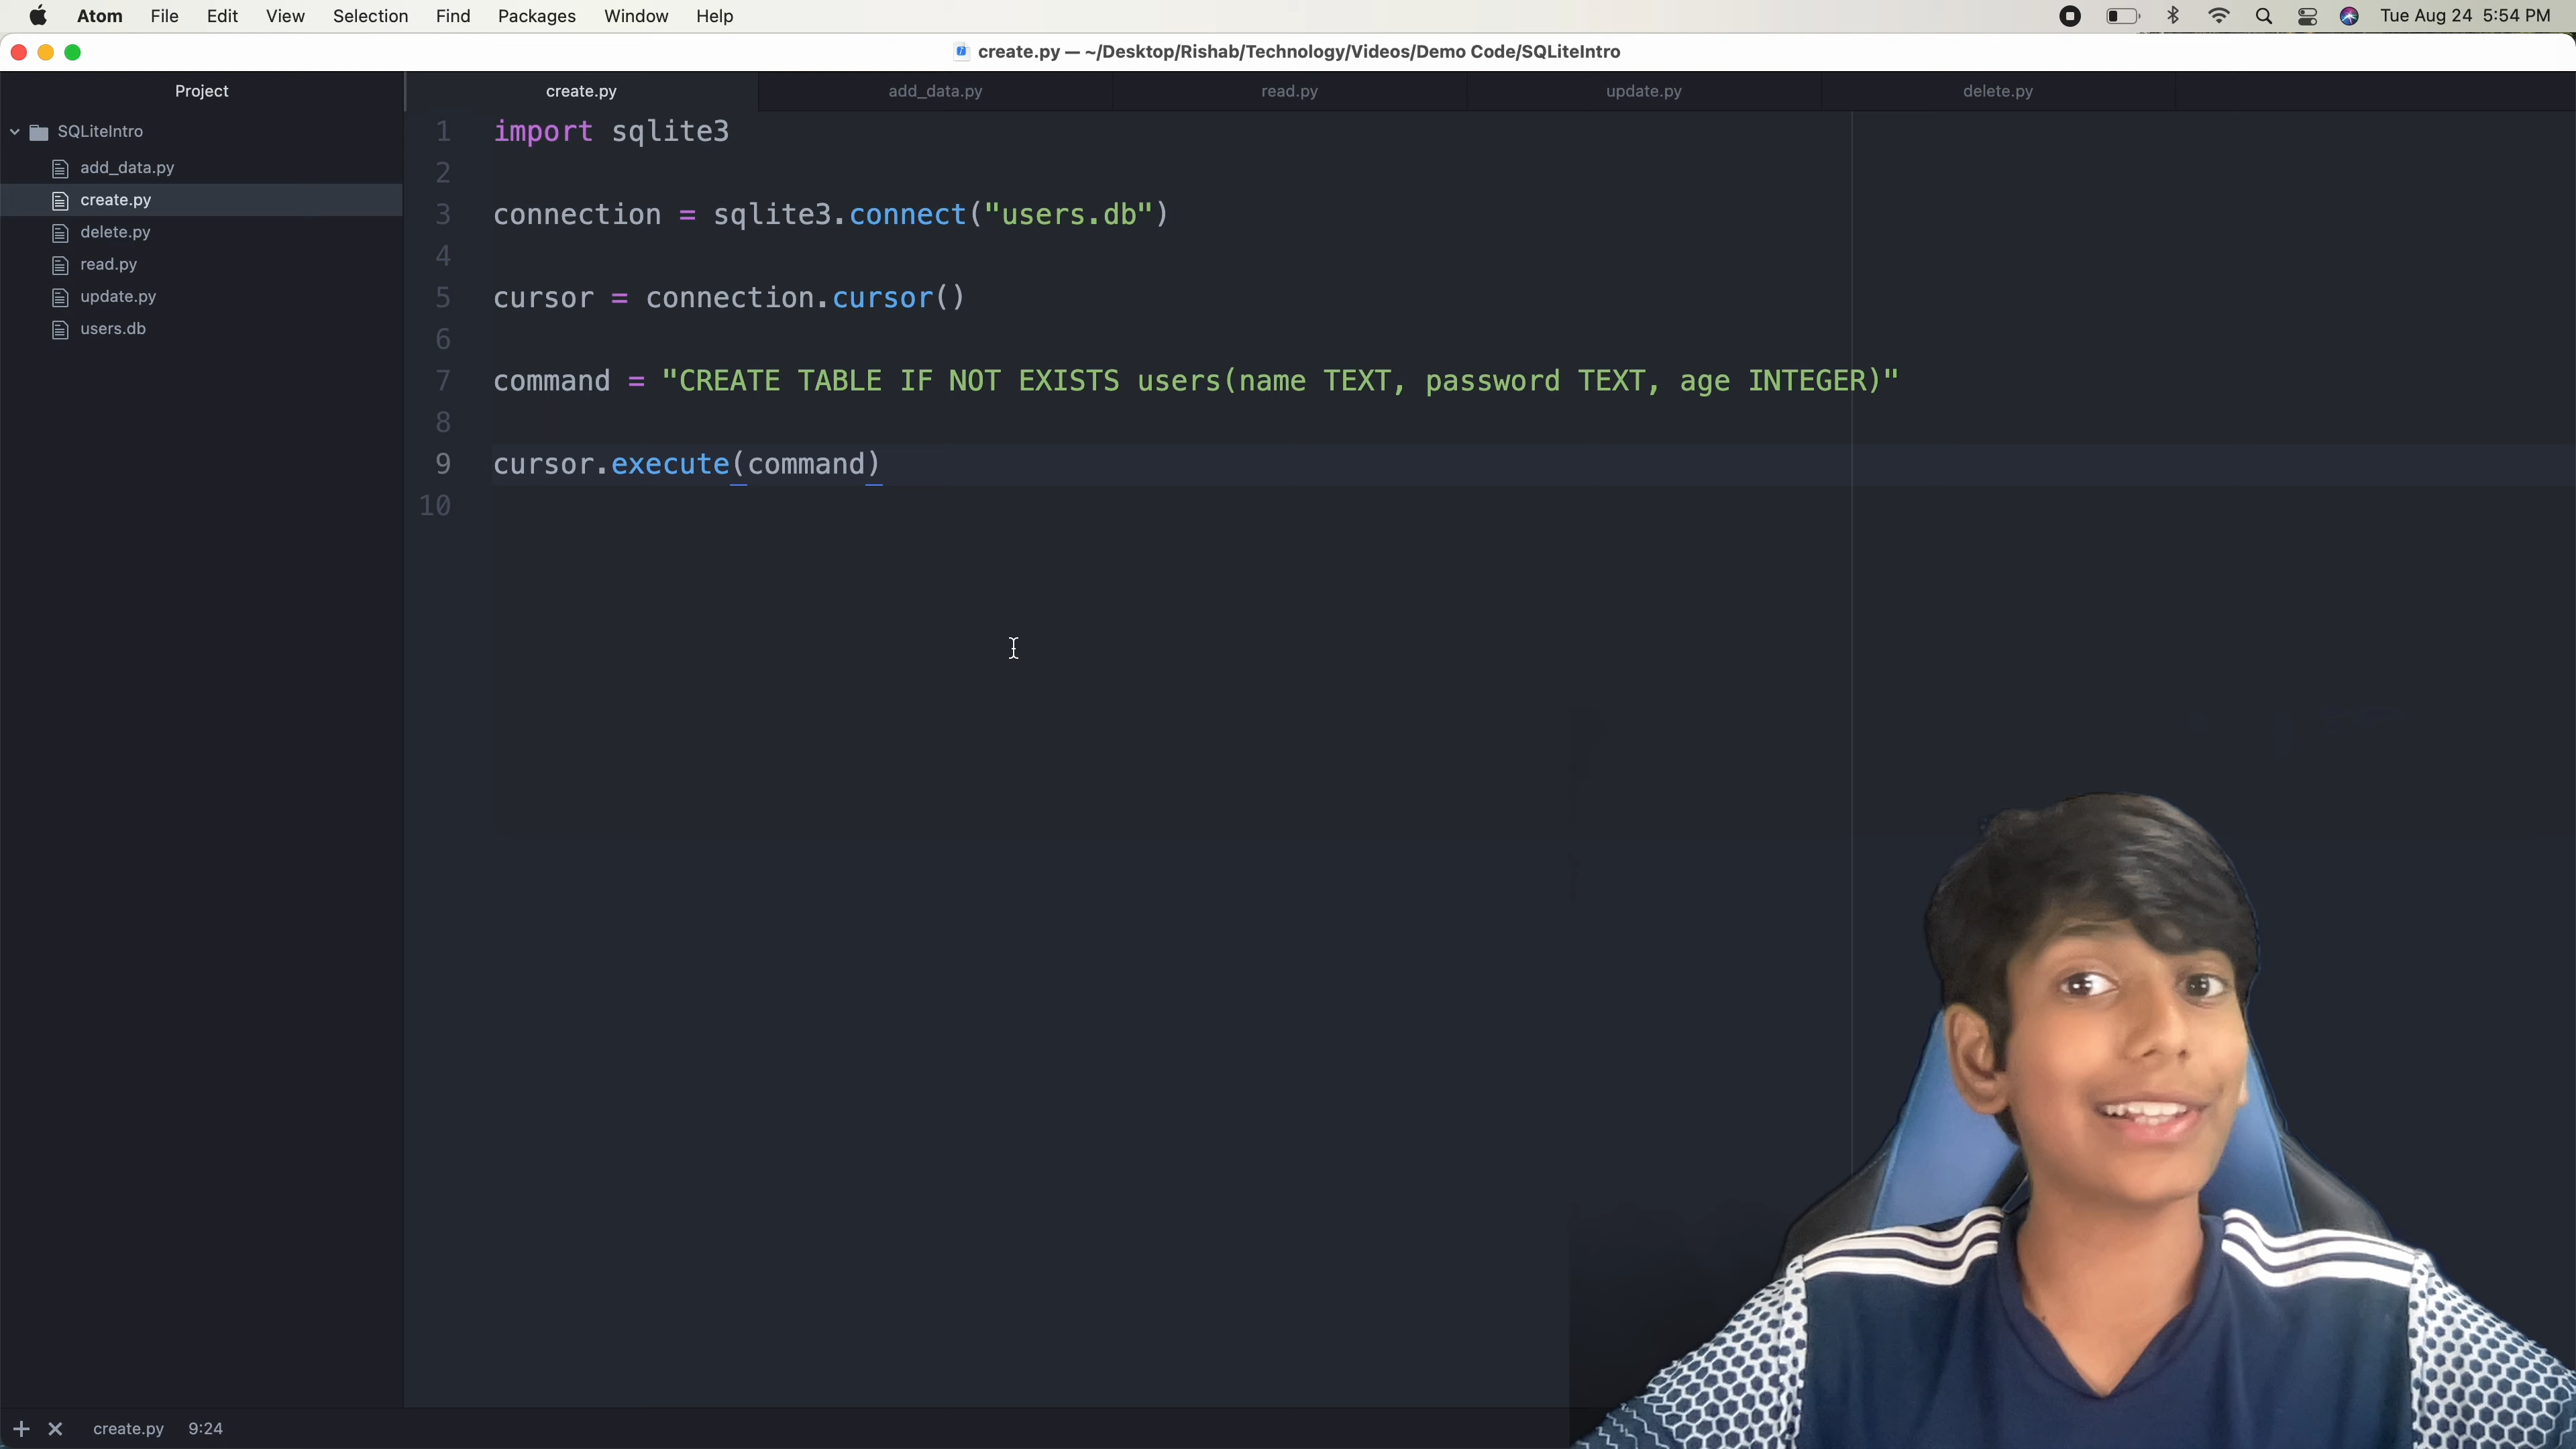 Atom File Edit View Selection Find Packages Window Help Tue Aug 24 5:54 PM
create.py — ~/Desktop/Rishab/Technology/Videos/Demo Code/SQLiteIntro
Project
create.py add_data.py read.py update.py delete.py
SQLiteIntro
add_data.py
create.py
delete.py
read.py
update.py
users.db
1 import sqlite3
2
3 connection = sqlite3.connect("users.db")
4
5 cursor = connection.cursor()
6
7 command = "CREATE TABLE IF NOT EXISTS users(name TEXT, password TEXT, age INTEGER)"
8
9 cursor.execute(command)
10
create.py 9:24